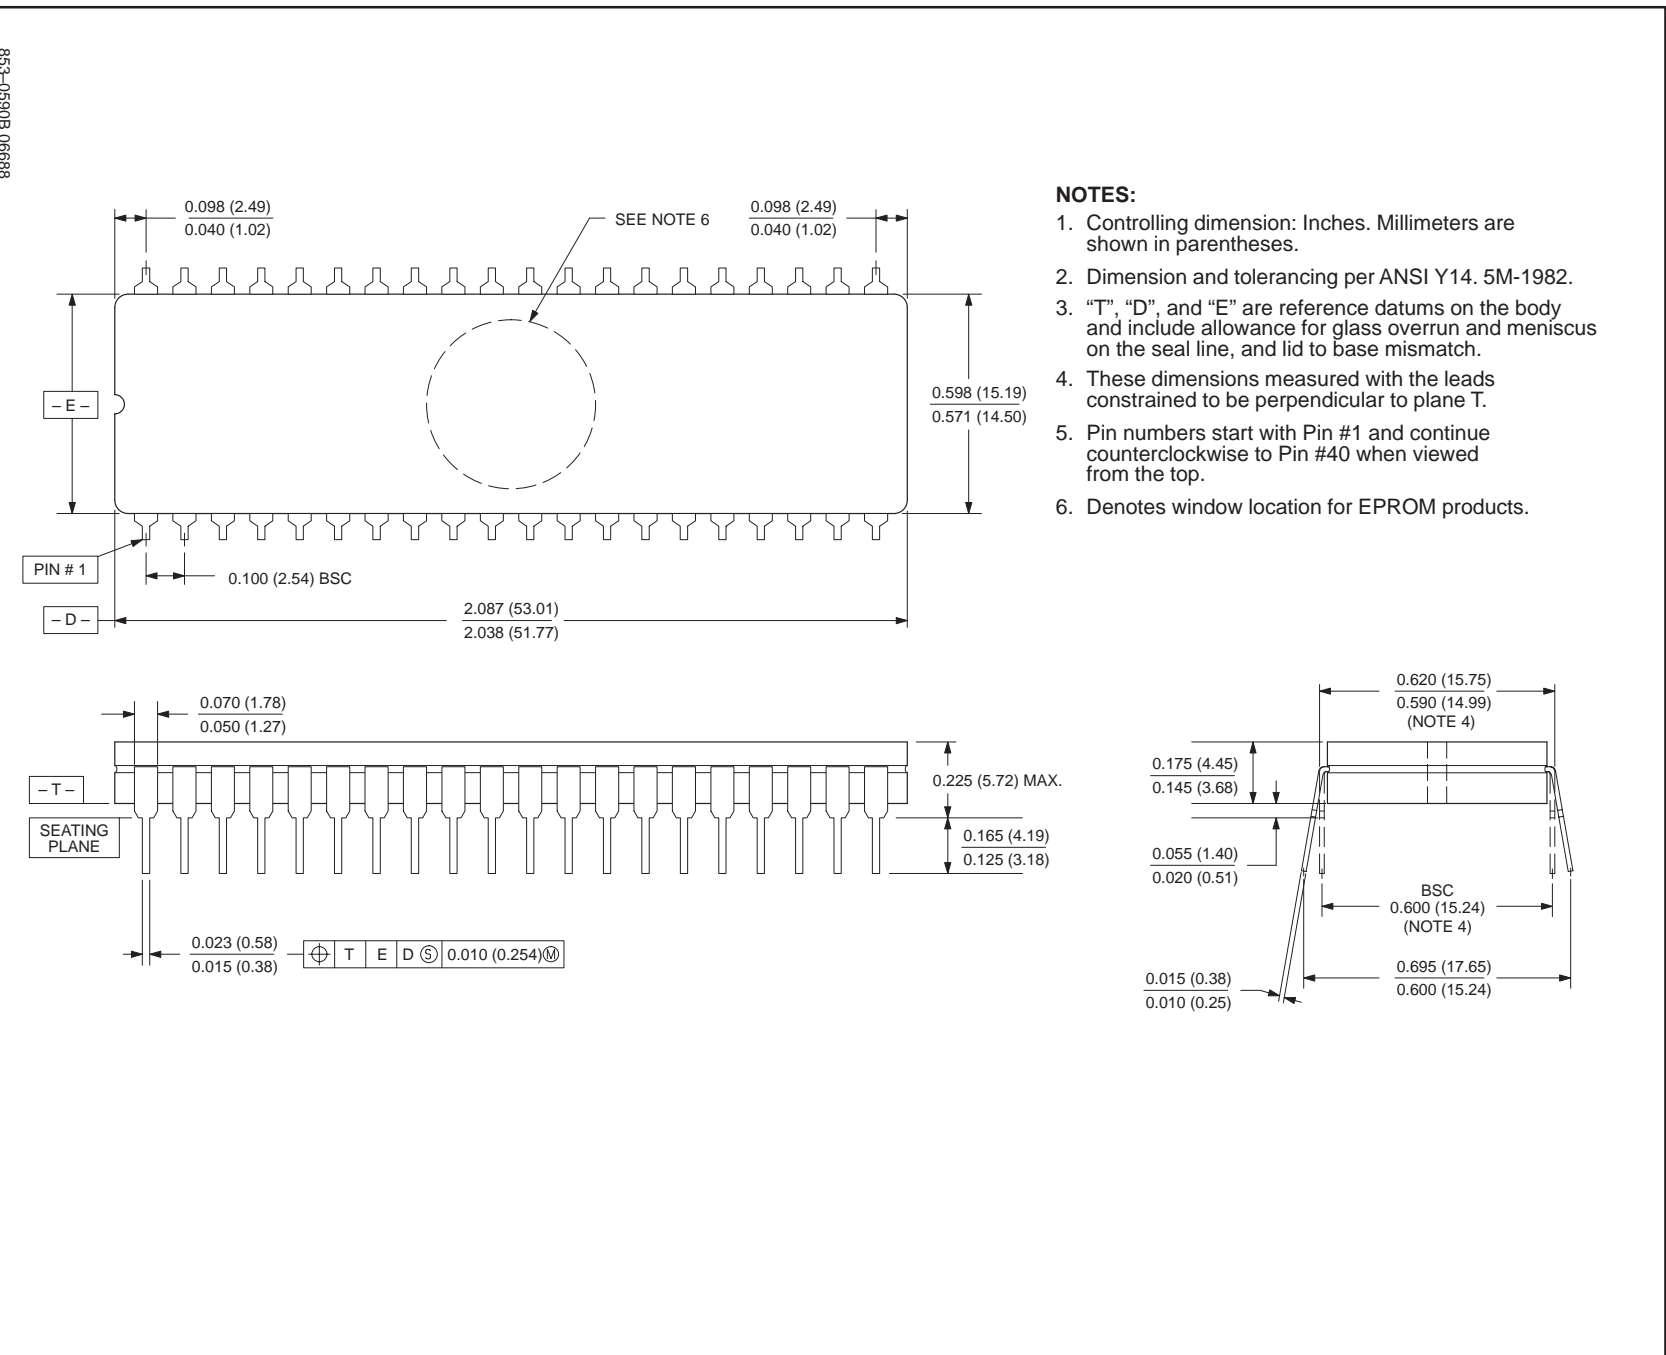 853–0590B 06688
0.098 (2.49)
0.040 (1.02)
SEE NOTE 6
0.098 (2.49)
0.040 (1.02)
– E –
0.598 (15.19)
0.571 (14.50)
PIN # 1
0.100 (2.54) BSC
– D –
2.087 (53.01)
2.038 (51.77)
NOTES:
1. Controlling dimension: Inches. Millimeters are
shown in parentheses.
2. Dimension and tolerancing per ANSI Y14. 5M-1982.
3. “T”, “D”, and “E” are reference datums on the body
and include allowance for glass overrun and meniscus
on the seal line, and lid to base mismatch.
4. These dimensions measured with the leads
constrained to be perpendicular to plane T.
5. Pin numbers start with Pin #1 and continue
counterclockwise to Pin #40 when viewed
from the top.
6. Denotes window location for EPROM products.
0.070 (1.78)
0.050 (1.27)
– T –
SEATING
PLANE
0.225 (5.72) MAX.
0.165 (4.19)
0.125 (3.18)
0.023 (0.58)
0.015 (0.38)
T E D Ⓢ 0.010 (0.254)Ⓜ
0.620 (15.75)
0.590 (14.99)
(NOTE 4)
0.175 (4.45)
0.145 (3.68)
0.055 (1.40)
0.020 (0.51)
BSC
0.600 (15.24)
(NOTE 4)
0.695 (17.65)
0.600 (15.24)
0.015 (0.38)
0.010 (0.25)